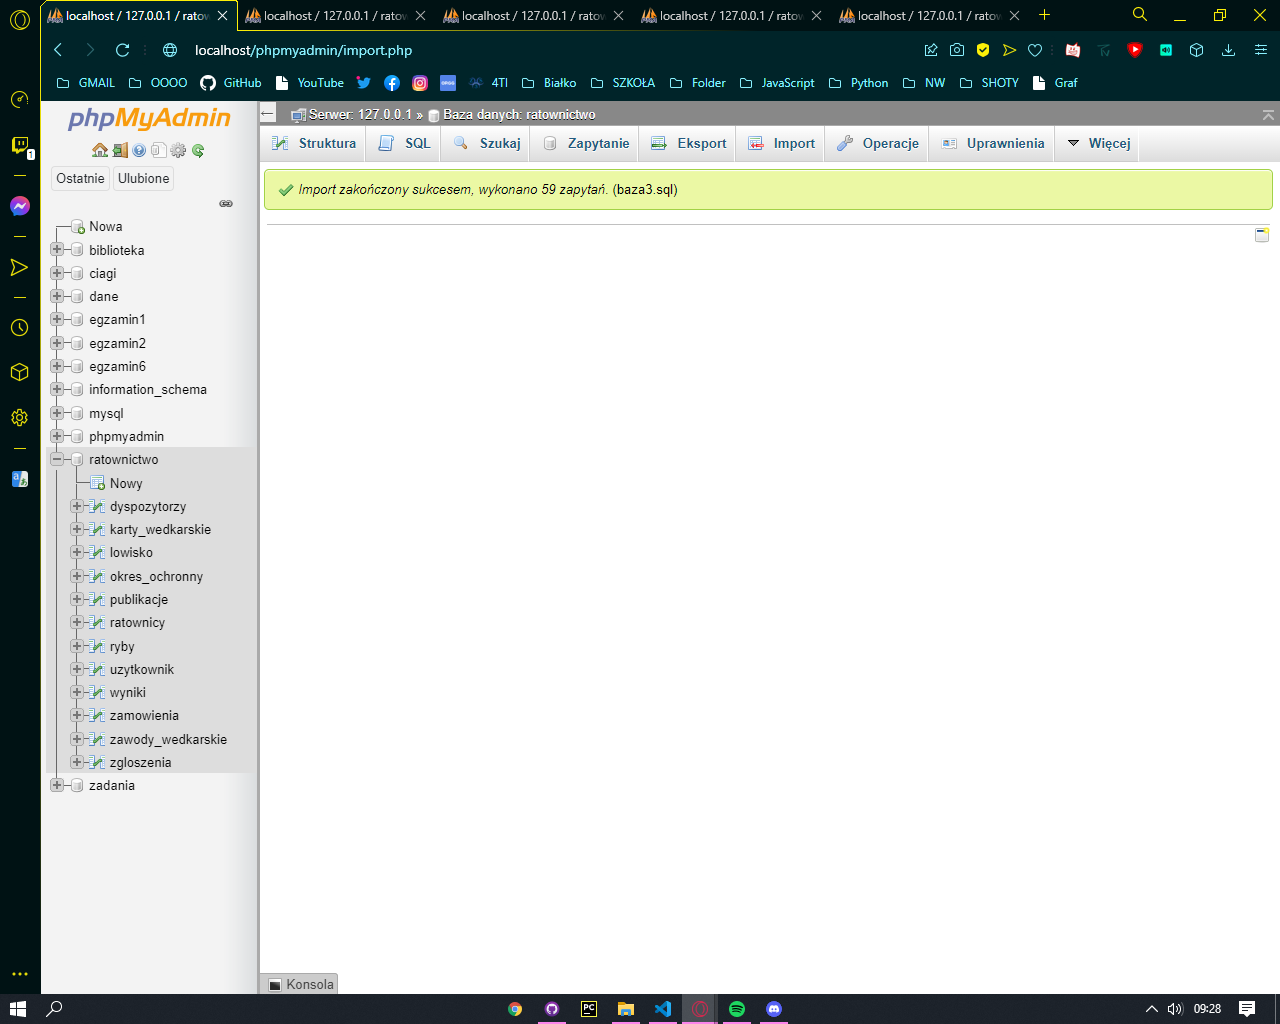 localhost / 127.0.0.1 / ratow
localhost / 127.0.0.1 / ratow
localhost / 127.0.0.1 / ratow
localhost / 127.0.0.1 / ratow
localhost / 127.0.0.1 / ratow
localhost/phpmyadmin/import.php
GMAIL OOOO GitHub YouTube 4TI Białko SZKOŁA Folder JavaScript Python NW SHOTY Graf
1
phpMyAdmin
Ostatnie Ulubione
Nowa
biblioteka
ciagi
dane
egzamin1
egzamin2
egzamin6
information_schema
mysql
phpmyadmin
ratownictwo
Nowy
dyspozytorzy
karty_wedkarskie
lowisko
okres_ochronny
publikacje
ratownicy
ryby
uzytkownik
wyniki
zamowienia
zawody_wedkarskie
zgloszenia
zadania
Serwer: 127.0.0.1 » Baza danych: ratownictwo
Struktura SQL Szukaj Zapytanie Eksport Import Operacje Uprawnienia Więcej
Import zakończony sukcesem, wykonano 59 zapytań. (baza3.sql)
Konsola
PC
09:28